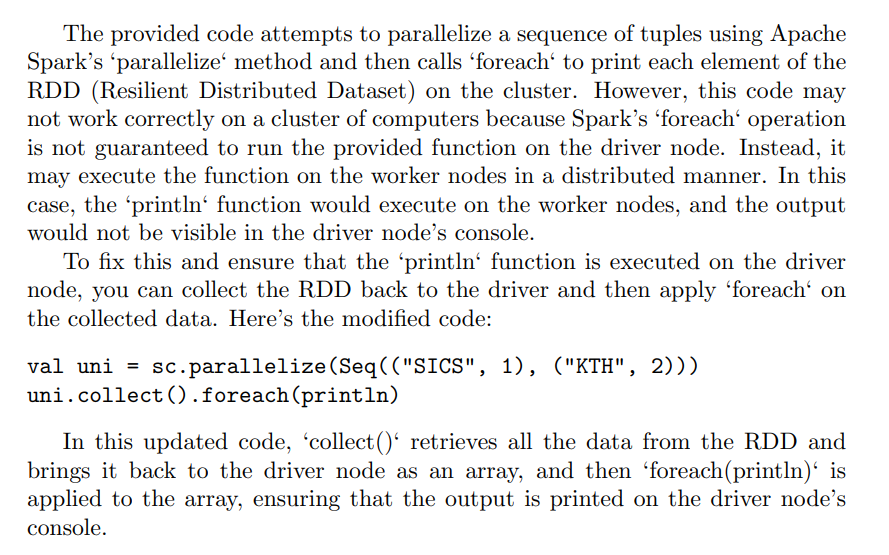 The provided code attempts to parallelize a sequence of tuples using Apache
Spark's ‘parallelize‘ method and then calls ‘foreach‘ to print each element of the
RDD (Resilient Distributed Dataset) on the cluster. However, this code may
not work correctly on a cluster of computers because Spark's ‘foreach‘ operation
is not guaranteed to run the provided function on the driver node. Instead, it
may execute the function on the worker nodes in a distributed manner. In this
case, the ‘println‘ function would execute on the worker nodes, and the output
would not be visible in the driver node's console.
To fix this and ensure that the ‘println‘ function is executed on the driver
node, you can collect the RDD back to the driver and then apply ‘foreach‘ on
the collected data. Here's the modified code:
val uni = sc.parallelize(Seq(("SICS", 1), ("KTH", 2)))
uni.collect().foreach(println)
In this updated code, ‘collect()‘ retrieves all the data from the RDD and
brings it back to the driver node as an array, and then ‘foreach(println)‘ is
applied to the array, ensuring that the output is printed on the driver node's
console.